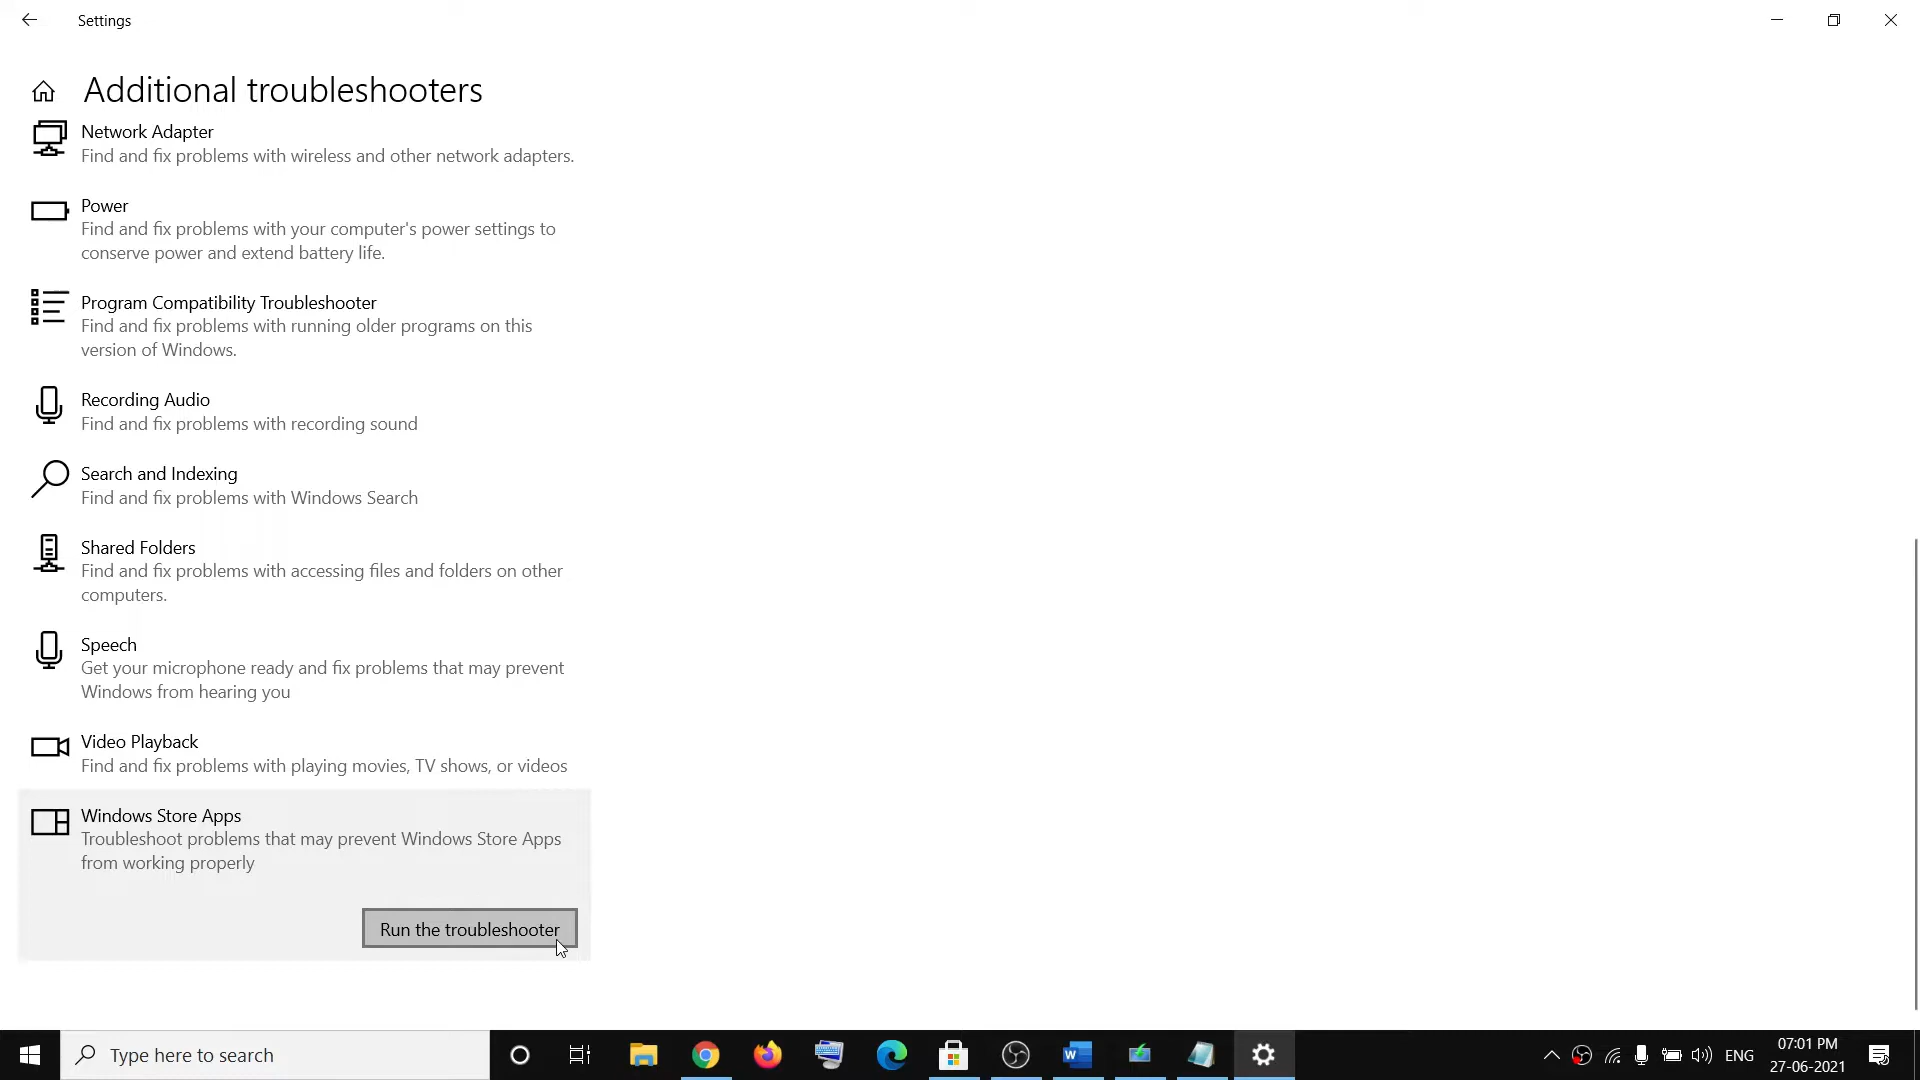 Settings
Additional troubleshooters
Network Adapter
Find and fix problems with wireless and other network adapters.
Power
Find and fix problems with your computer's power settings to
conserve power and extend battery life.
Program Compatibility Troubleshooter
Find and fix problems with running older programs on this
version of Windows.
Recording Audio
Find and fix problems with recording sound
Search and Indexing
Find and fix problems with Windows Search
Shared Folders
Find and fix problems with accessing files and folders on other
computers.
Speech
Get your microphone ready and fix problems that may prevent
Windows from hearing you
Video Playback
Find and fix problems with playing movies, TV shows, or videos
Windows Store Apps
Troubleshoot problems that may prevent Windows Store Apps
from working properly
Run the troubleshooter
Type here to search
W
ENG
07:01 PM
27-06-2021